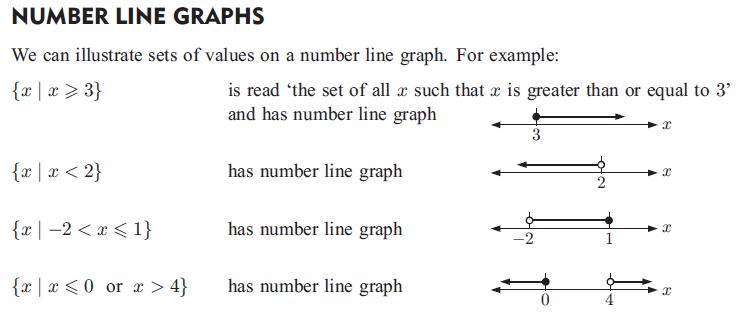 NUMBER LINE GRAPHS
We can illustrate sets of values on a number line graph. For example:
{x | x ⩾ 3} is read ‘the set of all x such that x is greater than or equal to 3’
and has number line graph
x
3
{x | x < 2} has number line graph
x
2
{x | −2 < x ⩽ 1} has number line graph
x
−2 1
{x | x ⩽ 0 or x > 4} has number line graph
x
0 4